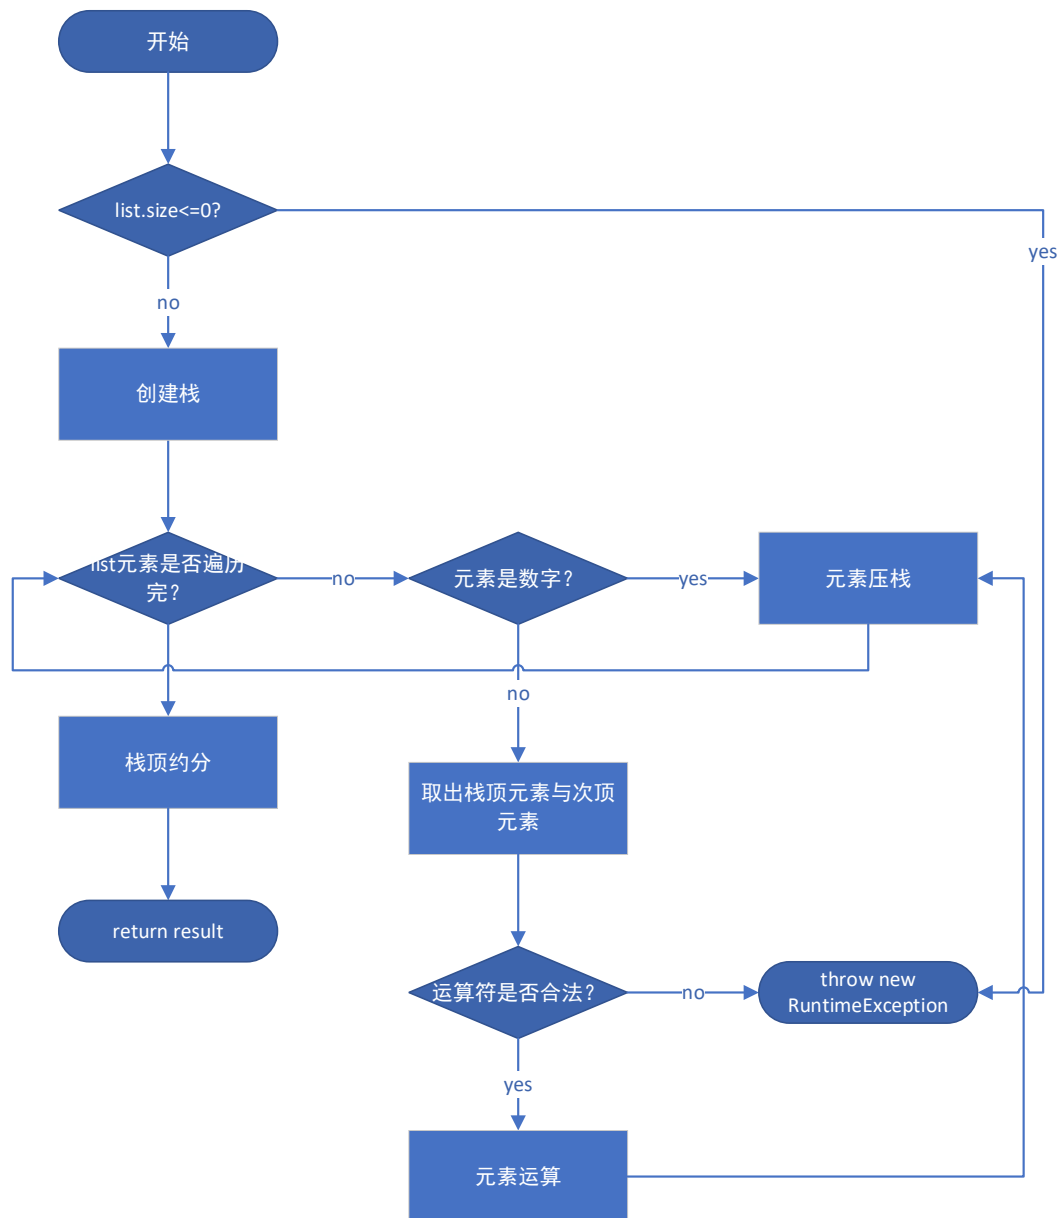 开始
list.size<=0?
yes
no
创建栈
list元素是否遍历
完？
no
元素是数字？
yes
元素压栈
no
栈顶约分
取出栈顶元素与次顶
元素
return result
运算符是否合法？
no
throw new
RuntimeException
yes
元素运算